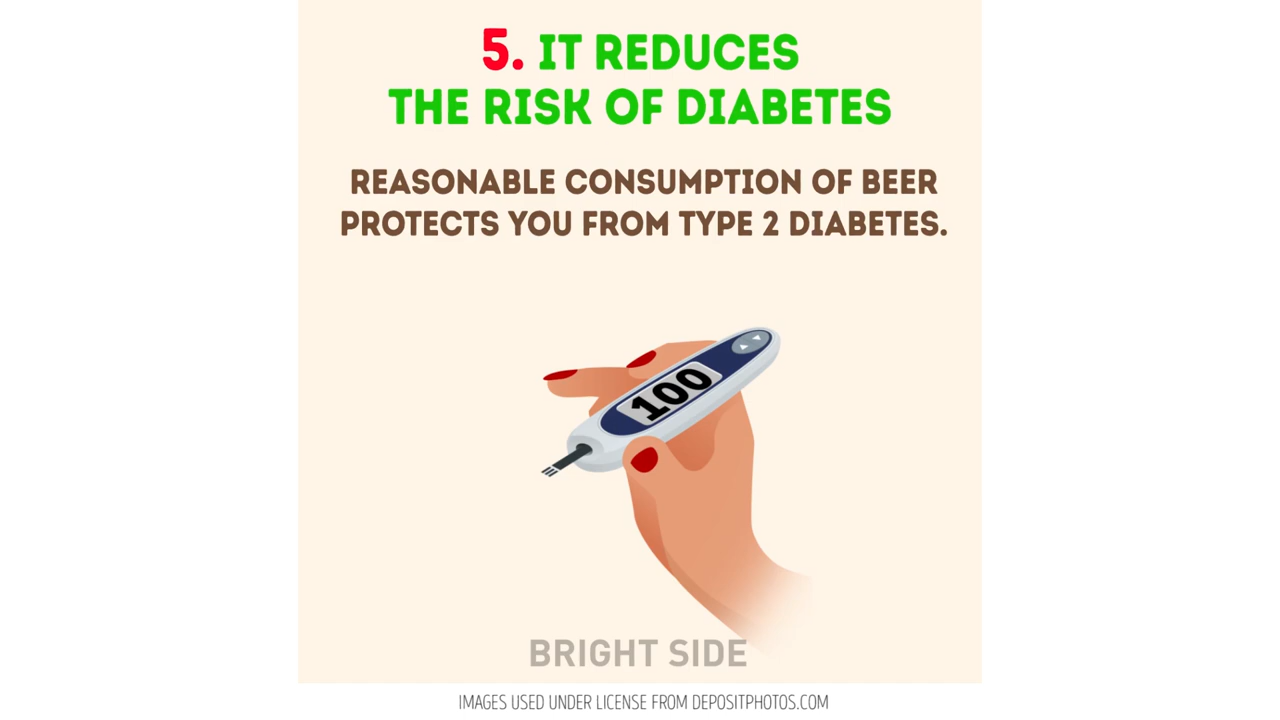 5. IT REDUCES
THE RISK OF DIABETES
REASONABLE CONSUMPTION OF BEER
PROTECTS YOU FROM TYPE 2 DIABETES.
100
BRIGHT SIDE
IMAGES USED UNDER LICENSE FROM DEPOSITPHOTOS.COM